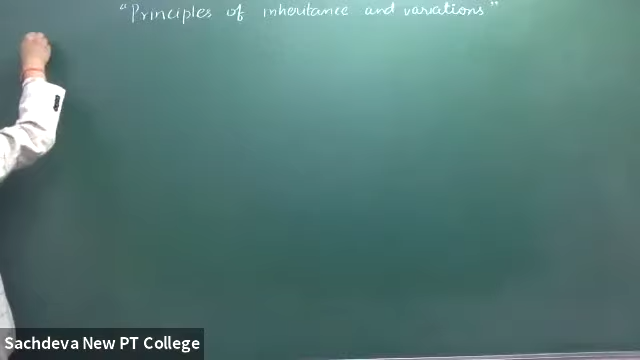 "Principles of inheritance and variations"
Sachdeva New PT College